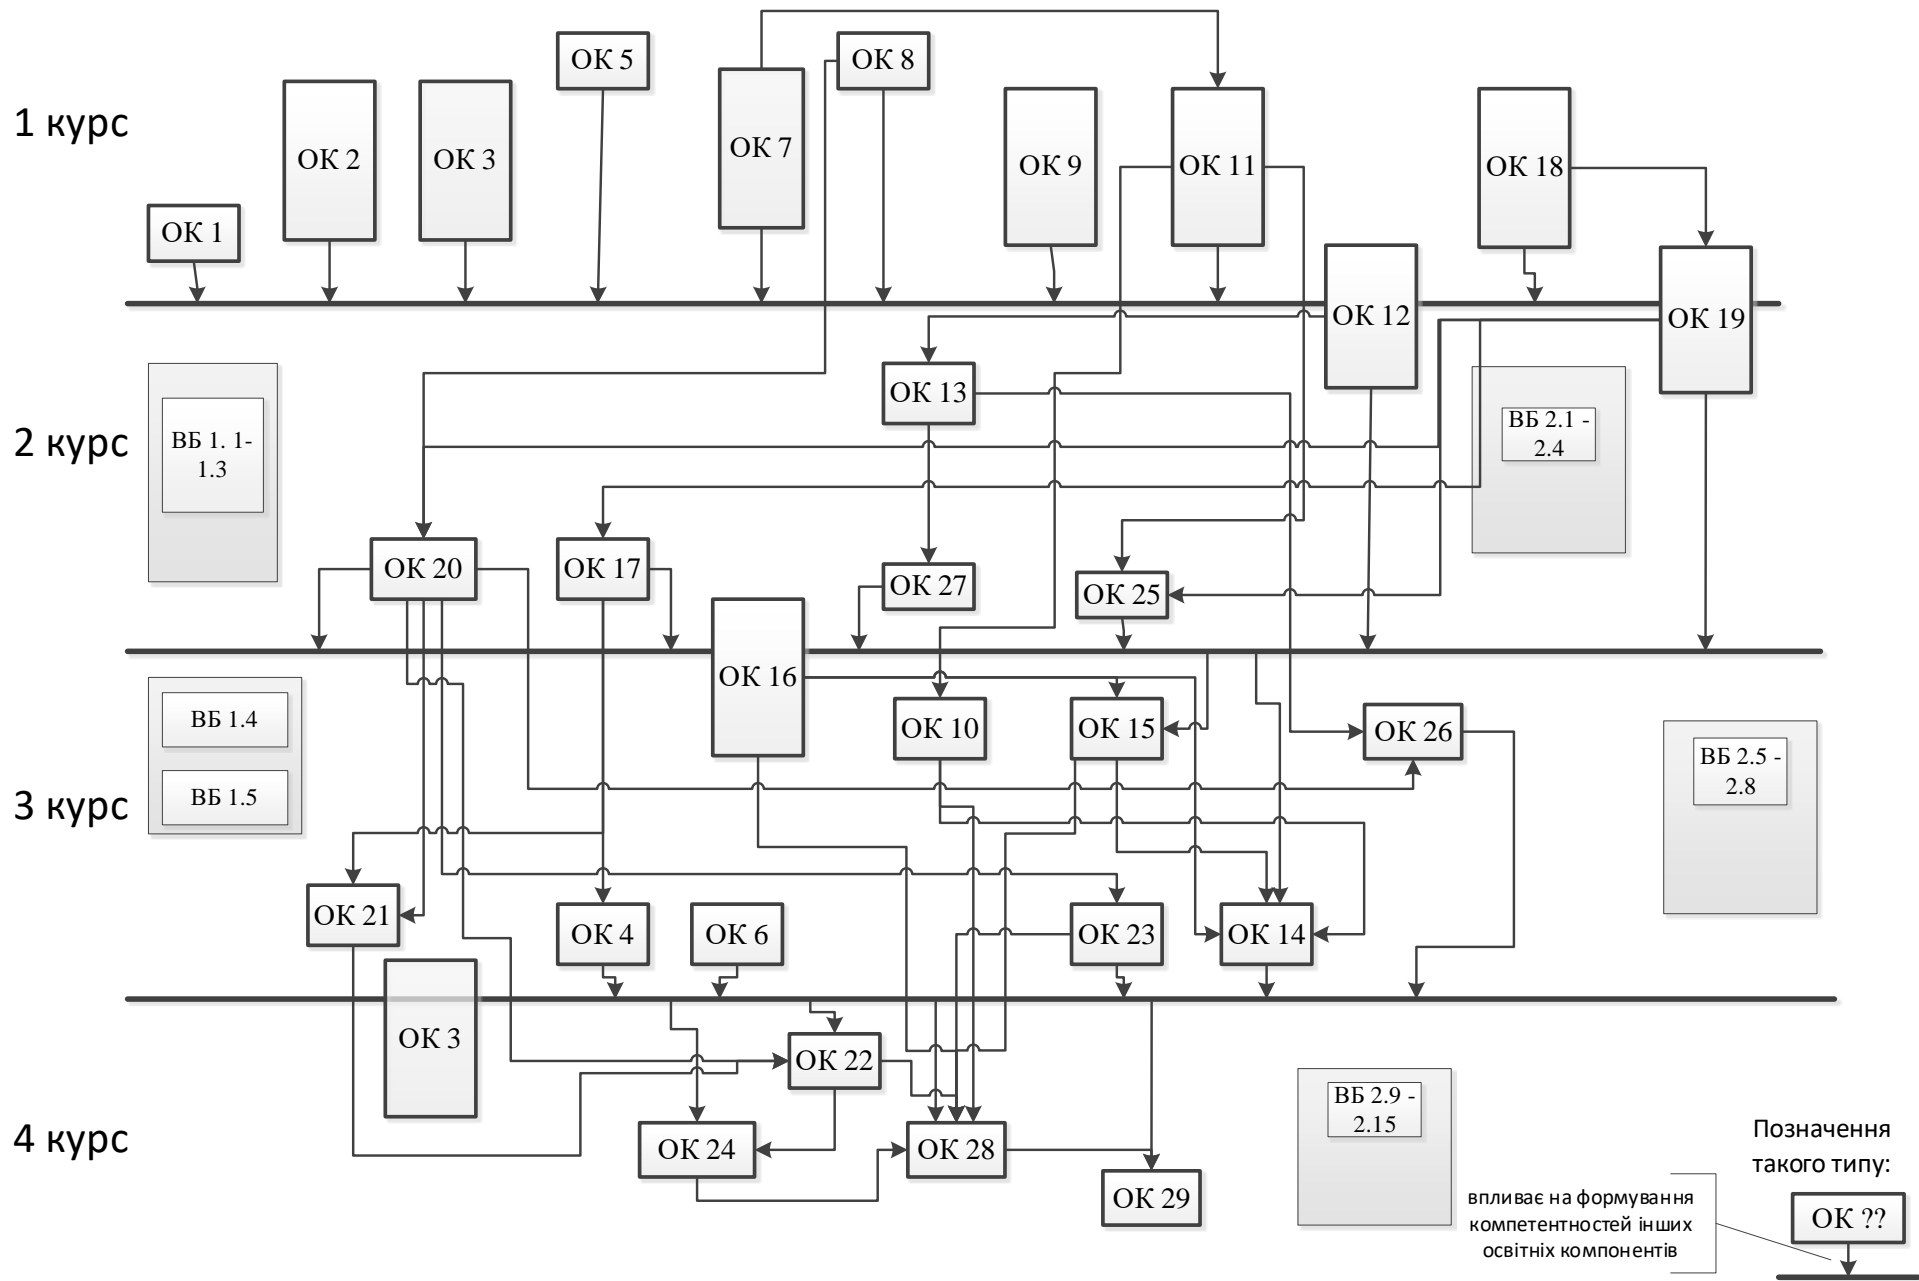 ОК 5
ОК 8
1 курс
ОК 2
ОК 3
ОК 7
ОК 9
ОК 11
ОК 18
ОК 1
ОК 12
ОК 19
2 курс
ВБ 1. 1-
1.3
ОК 13
ВБ 2.1 -
2.4
ОК 20
ОК 17
ОК 27
ОК 25
3 курс
ВБ 1.4
ВБ 1.5
ОК 16
ОК 10
ОК 15
ОК 26
ВБ 2.5 -
2.8
ОК 21
ОК 4
ОК 6
ОК 23
ОК 14
4 курс
ОК 3
ОК 22
ОК 24
ОК 28
ОК 29
ВБ 2.9 -
2.15
Позначення
такого типу:
впливає на формування
компетентностей інших
освітніх компонентів
ОК ??